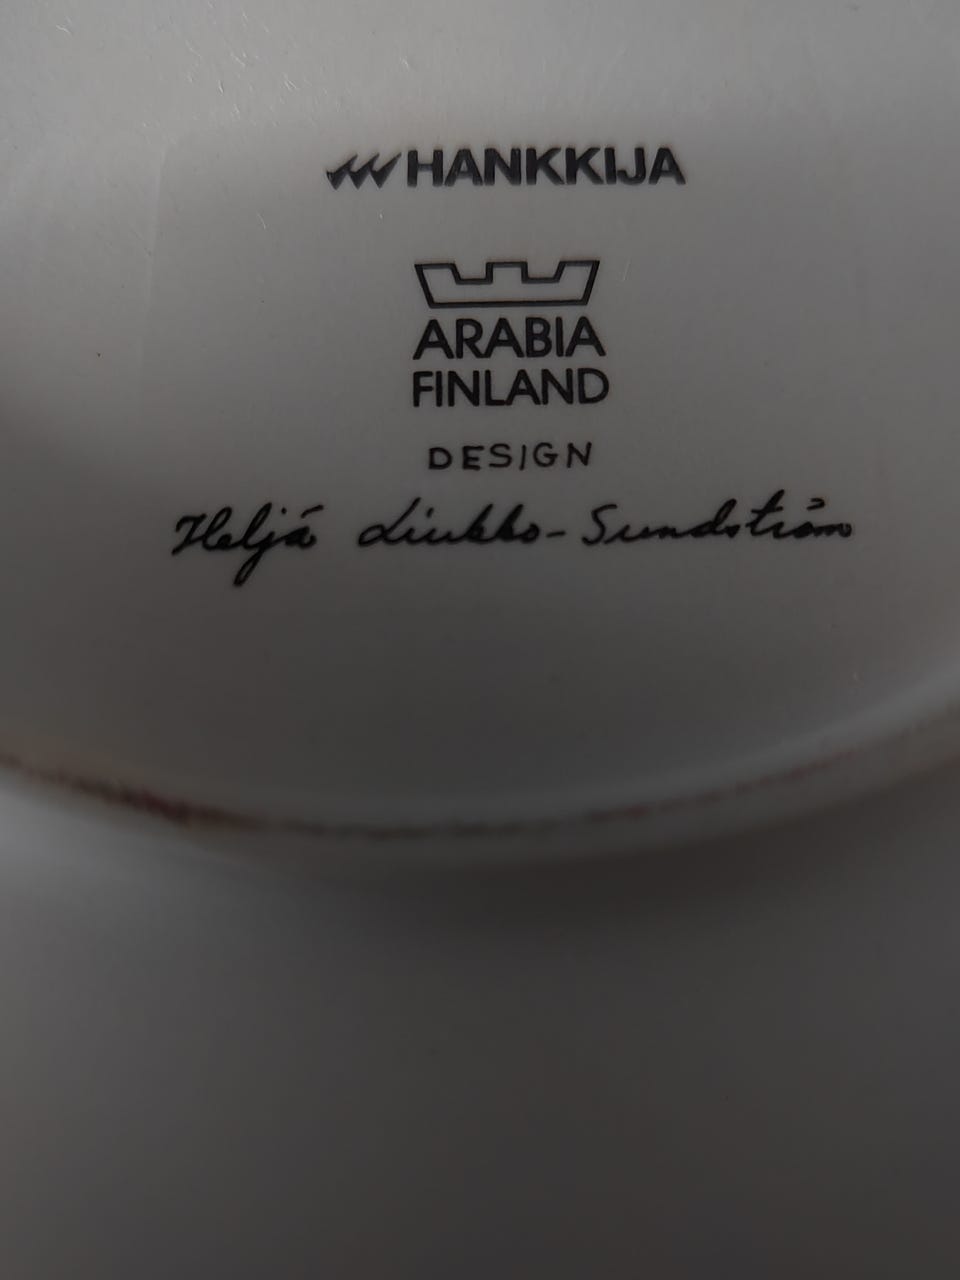 HANKKIJA
ARABIA
FINLAND
DESIGN
Heljä Liukko-Sundström